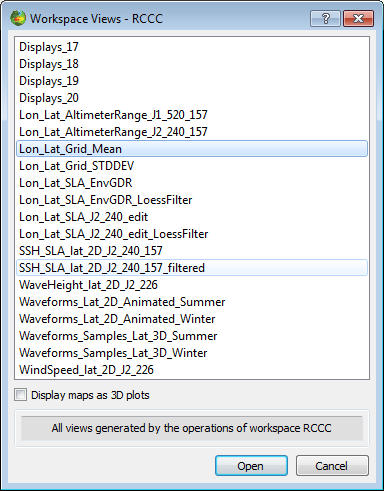 Workspace Views - RCCC
Displays_17
Displays_18
Displays_19
Displays_20
Lon_Lat_AltimeterRange_J1_520_157
Lon_Lat_AltimeterRange_J2_240_157
Lon_Lat_Grid_Mean
Lon_Lat_Grid_STDDEV
Lon_Lat_SLA_EnvGDR
Lon_Lat_SLA_EnvGDR_LoessFilter
Lon_Lat_SLA_J2_240_edit
Lon_Lat_SLA_J2_240_edit_LoessFilter
SSH_SLA_lat_2D_J2_240_157
SSH_SLA_lat_2D_J2_240_157_filtered
WaveHeight_lat_2D_J2_226
Waveforms_Lat_2D_Animated_Summer
Waveforms_Lat_2D_Animated_Winter
Waveforms_Samples_Lat_3D_Summer
Waveforms_Samples_Lat_3D_Winter
WindSpeed_lat_2D_J2_226
Display maps as 3D plots
All views generated by the operations of workspace RCCC
Open Cancel